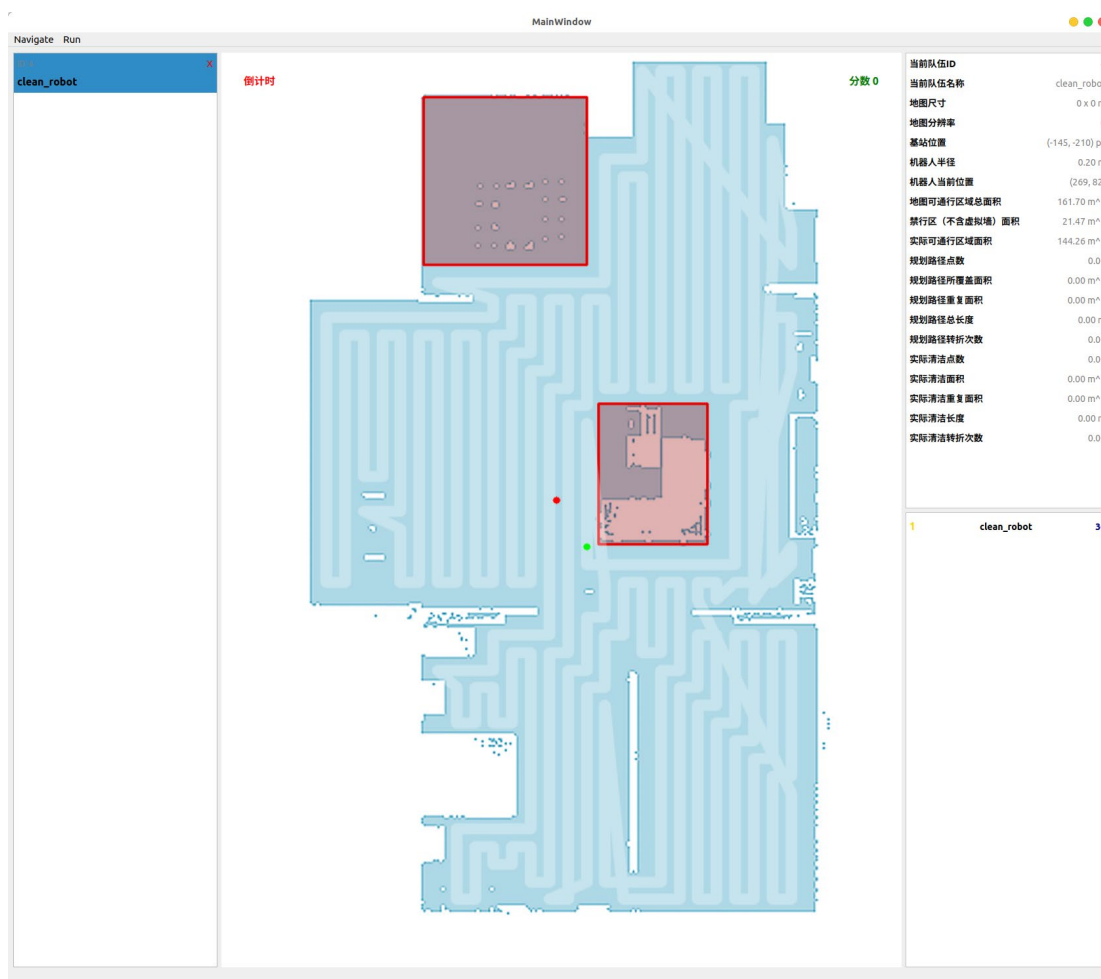 MainWindow
Navigate Run
X
clean_robot
倒计时
分数 0
当前队伍ID
当前队伍名称 clean_robo
地图尺寸 0 x 0 r
地图分辨率
基站位置 (-145, -210) p
机器人半径 0.20 r
机器人当前位置 (269, 82
地图可通行区域总面积 161.70 m^
禁行区（不含虚拟墙）面积 21.47 m^
实际可通行区域面积 144.26 m^
规划路径点数 0.0
规划路径所覆盖面积 0.00 m^
规划路径重复面积 0.00 m^
规划路径总长度 0.00 r
规划路径转折次数 0.0
实际清洁点数 0.0
实际清洁面积 0.00 m^
实际清洁重复面积 0.00 m^
实际清洁长度 0.00 r
实际清洁转折次数 0.0
1 clean_robot 3